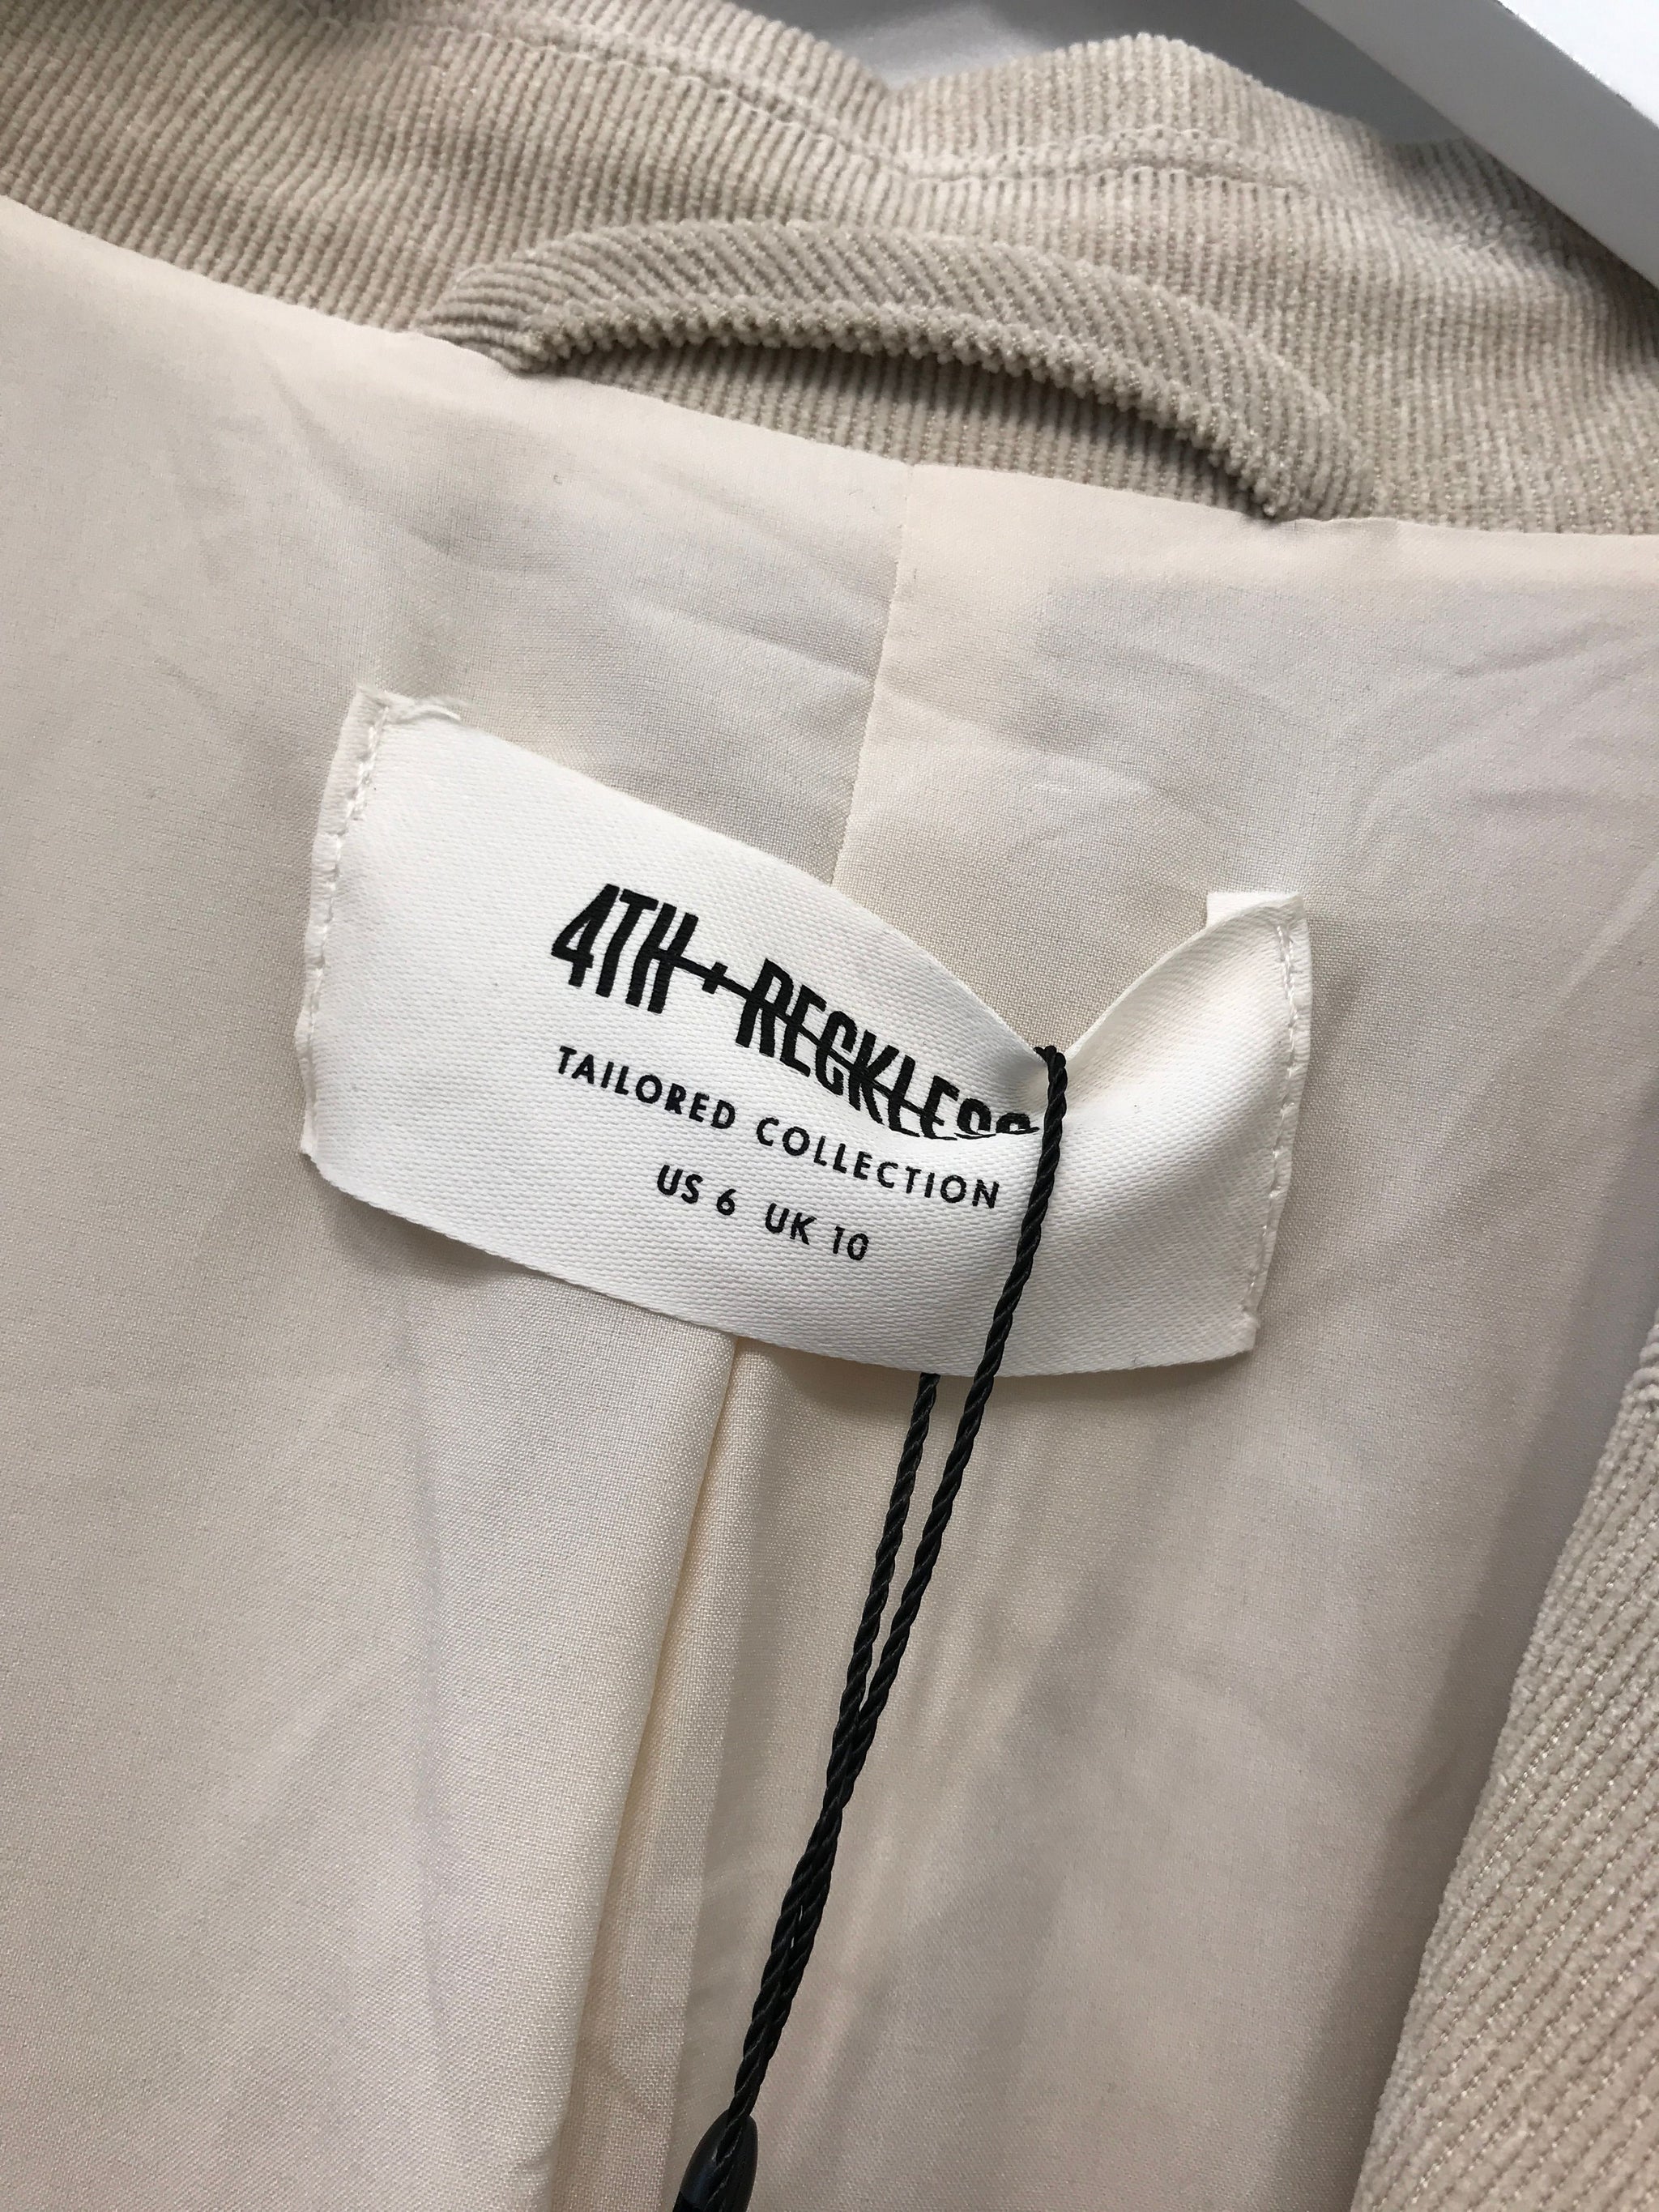 4TH + RECKLESS
TAILORED COLLECTION
US 6 UK 10